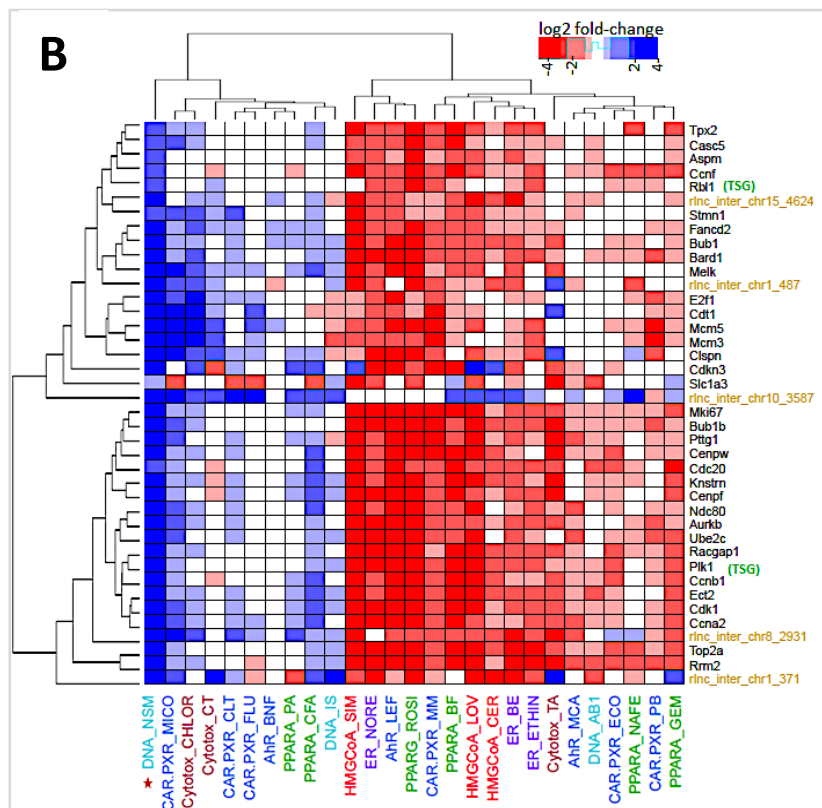 B
log2 fold-change
-4 -2 2 4
Tpx2
Casc5
Aspm
Ccnf
Rbl1 (TSG)
rlnc_inter_chr15_4624
Stmn1
Fancd2
Bub1
Bard1
Melk
rlnc_inter_chr1_487
E2f1
Cdt1
Mcm5
Mcm3
Clspn
Cdkn3
Slc1a3
rlnc_inter_chr10_3587
Mki67
Bub1b
Pttg1
Cenpw
Cdc20
Knstrn
Cenpf
Ndc80
Aurkb
Ube2c
Racgap1
Plk1 (TSG)
Ccnb1
Ect2
Cdk1
Ccna2
rlnc_inter_chr8_2931
Top2a
Rrm2
rlnc_inter_chr1_371
★ DNA_NSM
CAR.PXR_MICO
Cytotox_CHLOR
Cytotox_CT
CAR.PXR_CLT
CAR.PXR_FLU
AhR_BNF
PPARA_PA
PPARA_CFA
DNA_IS
HMGCoA_SIM
ER_NORE
AhR_LEF
PPARG_ROSI
CAR.PXR_MM
PPARA_BF
HMGCoA_LOV
HMGCoA_CER
ER_BE
ER_ETHIN
Cytotox_TA
AhR_MCA
DNA_AB1
CAR.PXR_ECO
PPARA_NAFE
CAR.PXR_PB
PPARA_GEM